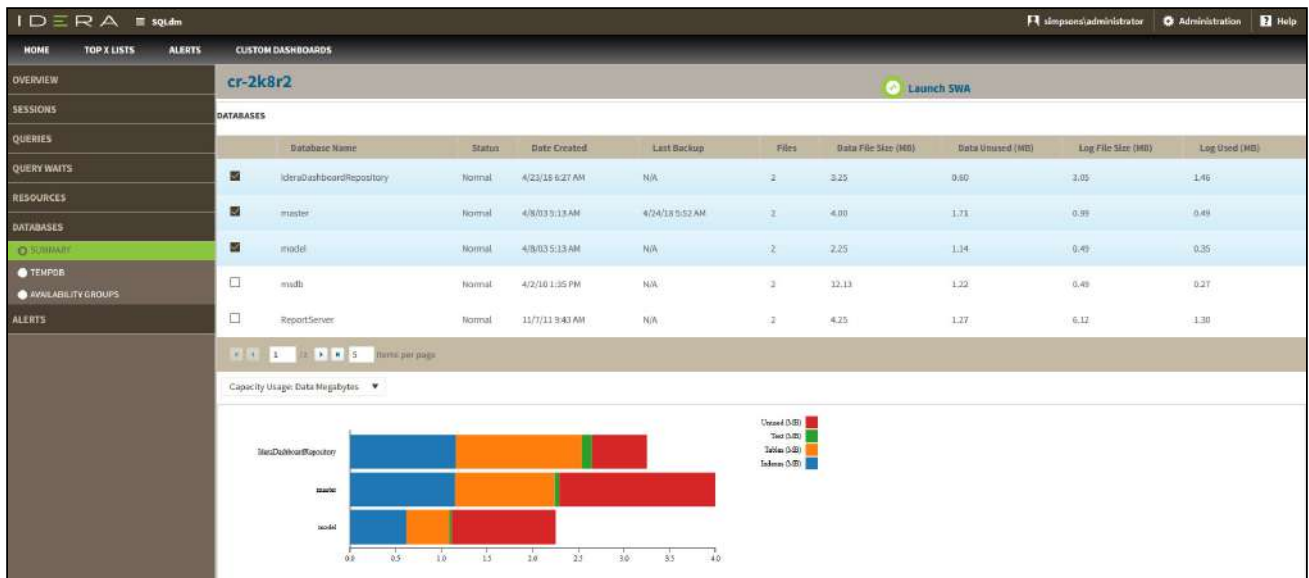 IDERA SQLdm simpsons\administrator Administration Help
HOME TOP X LISTS ALERTS CUSTOM DASHBOARDS
OVERVIEW
SESSIONS
QUERIES
QUERY WAITS
RESOURCES
DATABASES
SUMMARY
TEMPDB
AVAILABILITY GROUPS
ALERTS
cr-2k8r2 Launch SWA
DATABASES
Database Name Status Date Created Last Backup Files Data File Size (MB) Data Unused (MB) Log File Size (MB) Log Used (MB)
IderaDashboardRepository Normal 4/23/18 6:27 AM N/A 2 3.25 0.60 3.05 1.46
master Normal 4/8/03 5:13 AM 4/24/18 5:52 AM 2 4.00 1.71 0.99 0.49
model Normal 4/8/03 5:13 AM N/A 2 2.25 1.14 0.49 0.35
msdb Normal 4/2/10 1:35 PM N/A 2 12.13 1.22 0.49 0.27
ReportServer Normal 11/7/11 9:43 AM N/A 2 4.25 1.27 6.12 1.30
1 5 items per page
Capacity Usage: Data Megabytes
Unused (MB)
Text (MB)
Tables (MB)
Indexes (MB)
IderaDashboardRepository
master
model
0.0 0.5 1.0 1.5 2.0 2.5 3.0 3.5 4.0